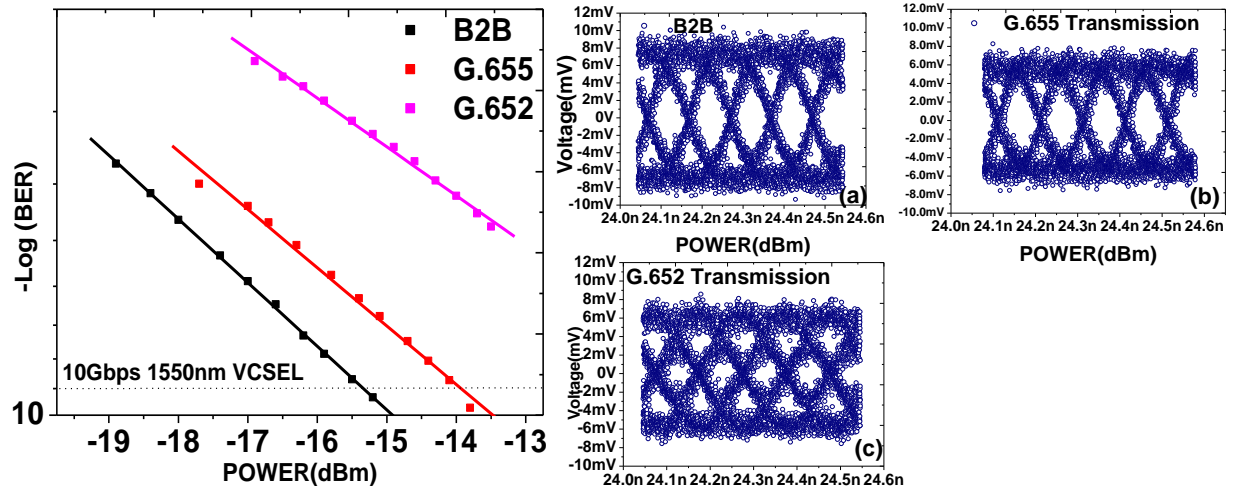 B2B
G.655
G.652
-Log (BER)
10Gbps 1550nm VCSEL
10
-19 -18 -17 -16 -15 -14 -13
POWER(dBm)
12mV
10mV
8mV
6mV
4mV
2mV
0V
-2mV
-4mV
-6mV
-8mV
-10mV
Voltage(mV)
B2B
(a)
24.0n 24.1n 24.2n 24.3n 24.4n 24.5n 24.6n
POWER(dBm)
10.0mV
8.0mV
6.0mV
4.0mV
2.0mV
0.0V
-2.0mV
-4.0mV
-6.0mV
-8.0mV
-10.0mV
G.655 Transmission
(b)
24.0n 24.1n 24.2n 24.3n 24.4n 24.5n 24.6n
POWER(dBm)
12mV
10mV
8mV
6mV
4mV
2mV
0V
-2mV
-4mV
-6mV
-8mV
-10mV
Voltage(mV)
G.652 Transmission
(c)
24.0n 24.1n 24.2n 24.3n 24.4n 24.5n 24.6n